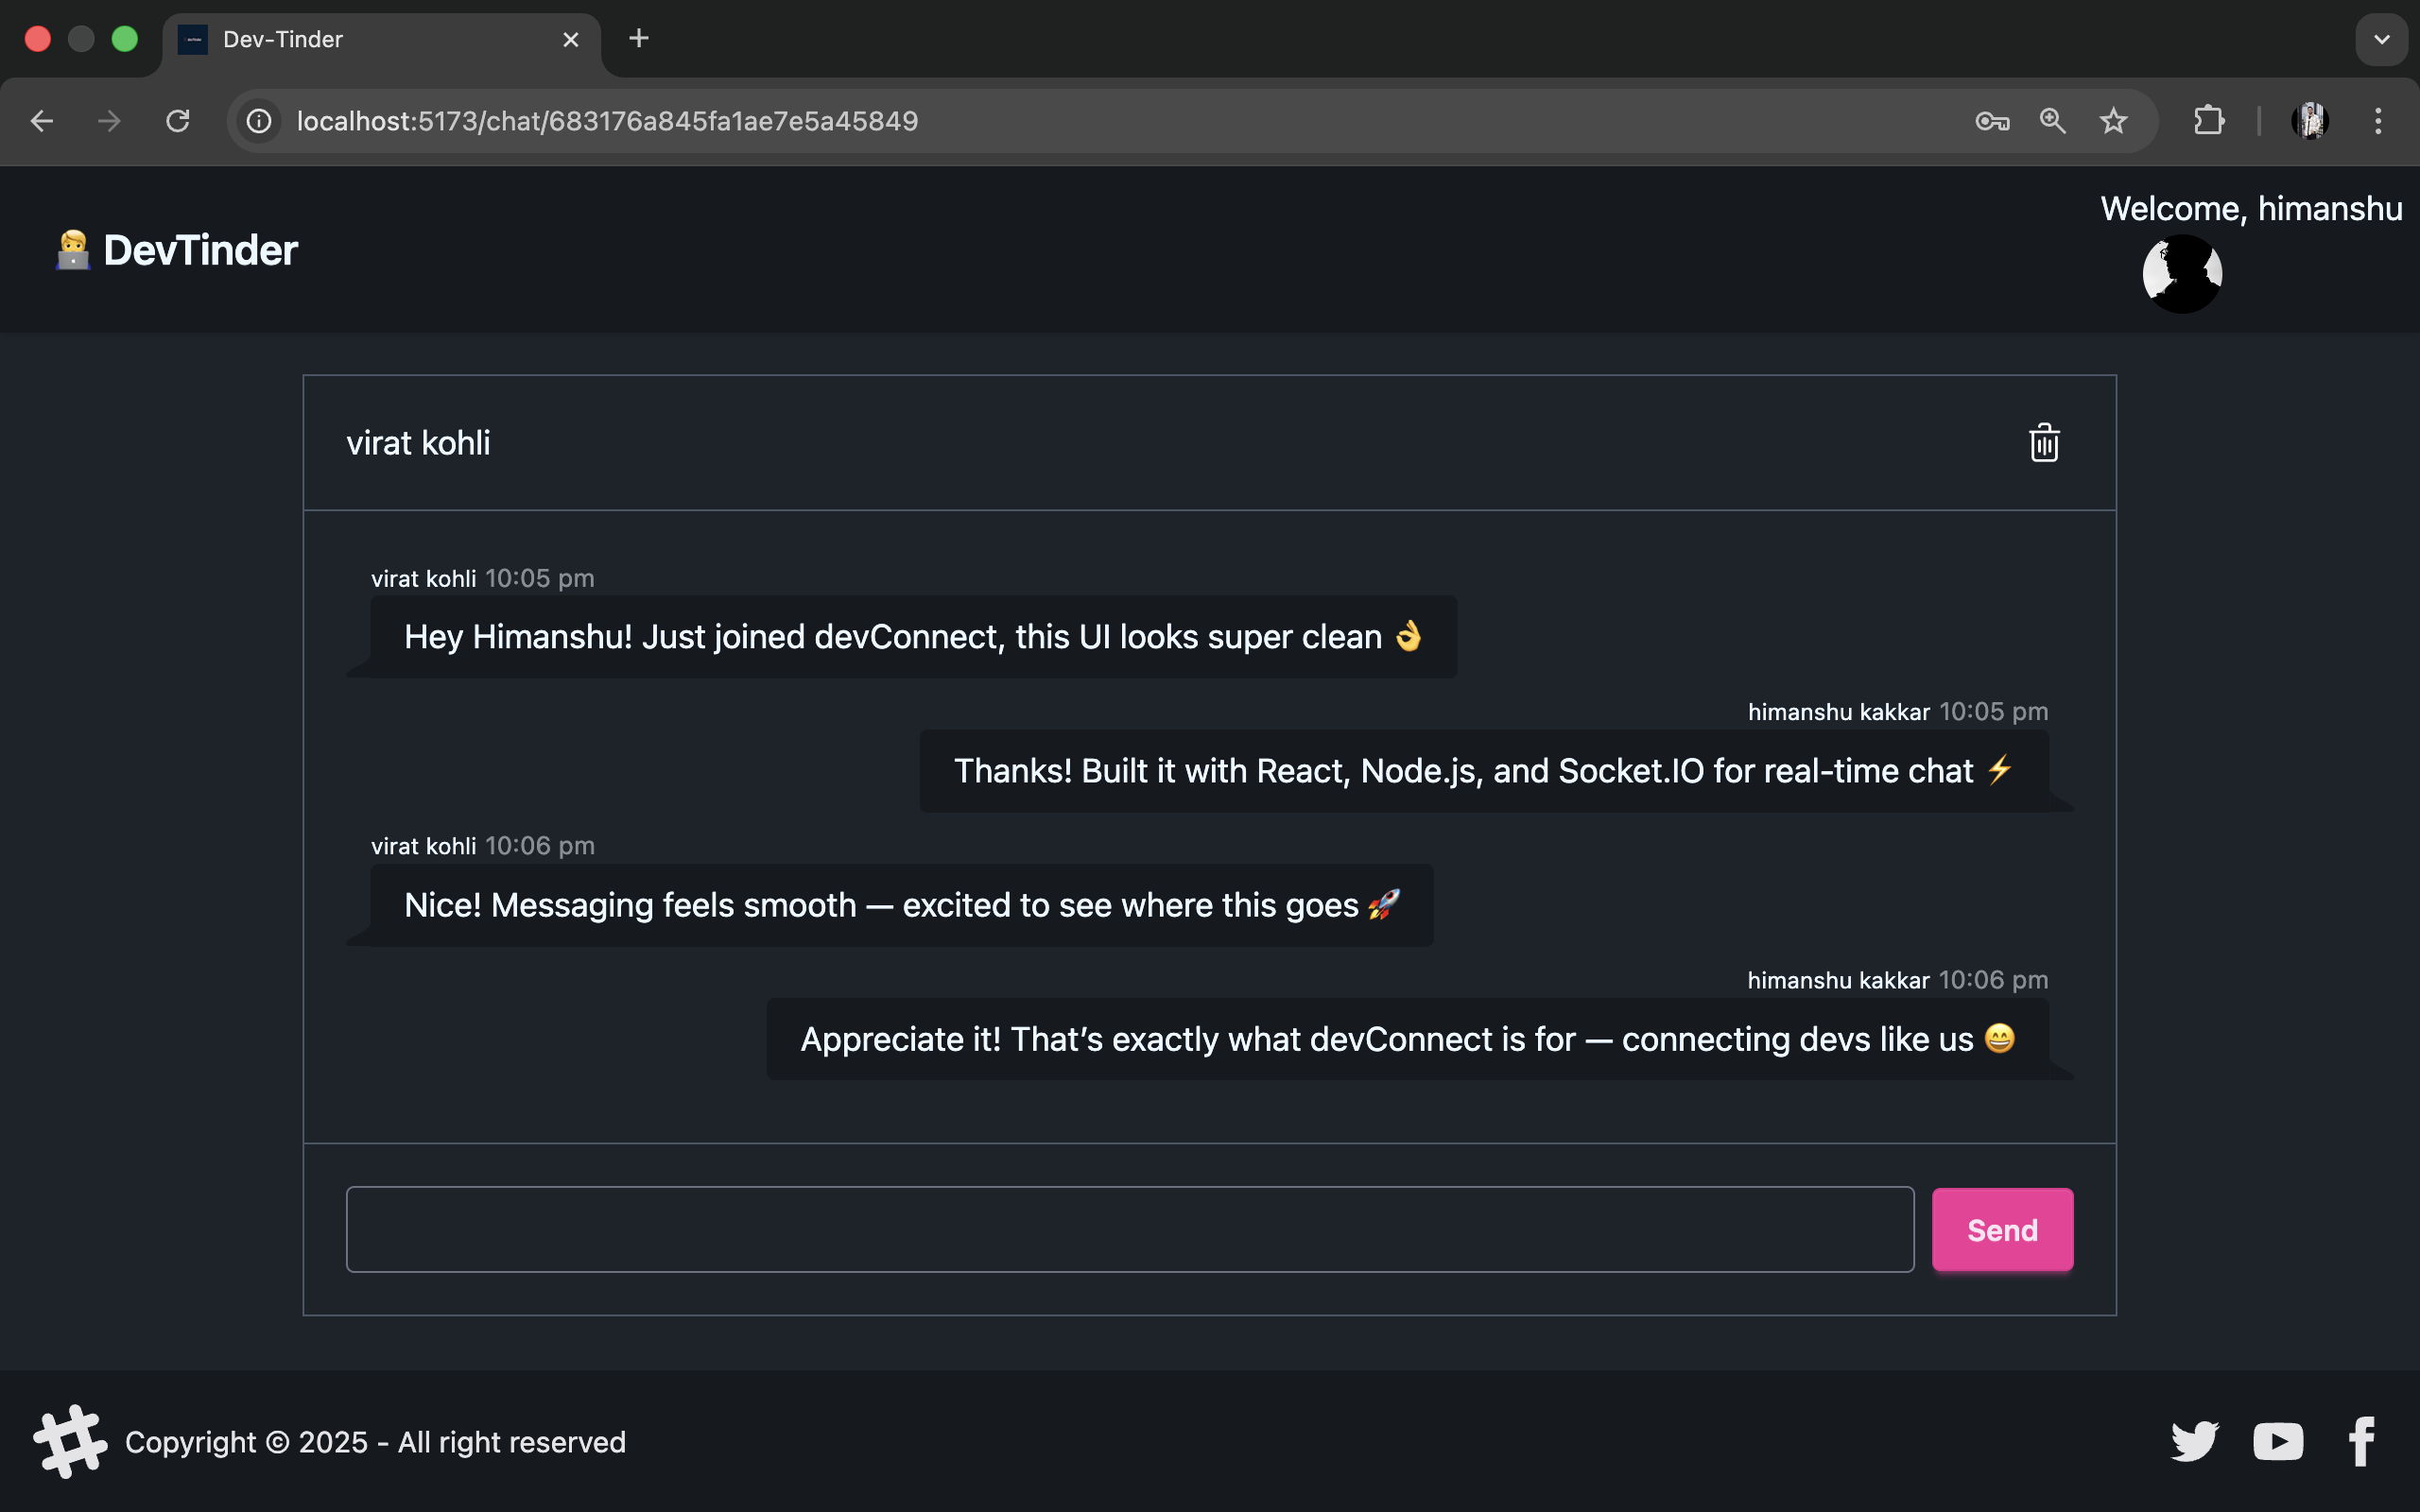 Dev-Tinder
localhost:5173/chat/683176a845fa1ae7e5a45849
Welcome, himanshu
DevTinder
virat kohli
virat kohli 10:05 pm
Hey Himanshu! Just joined devConnect, this UI looks super clean 👌
himanshu kakkar 10:05 pm
Thanks! Built it with React, Node.js, and Socket.IO for real-time chat ⚡
virat kohli 10:06 pm
Nice! Messaging feels smooth — excited to see where this goes 🚀
himanshu kakkar 10:06 pm
Appreciate it! That’s exactly what devConnect is for — connecting devs like us 😄
Send
Copyright © 2025 - All right reserved